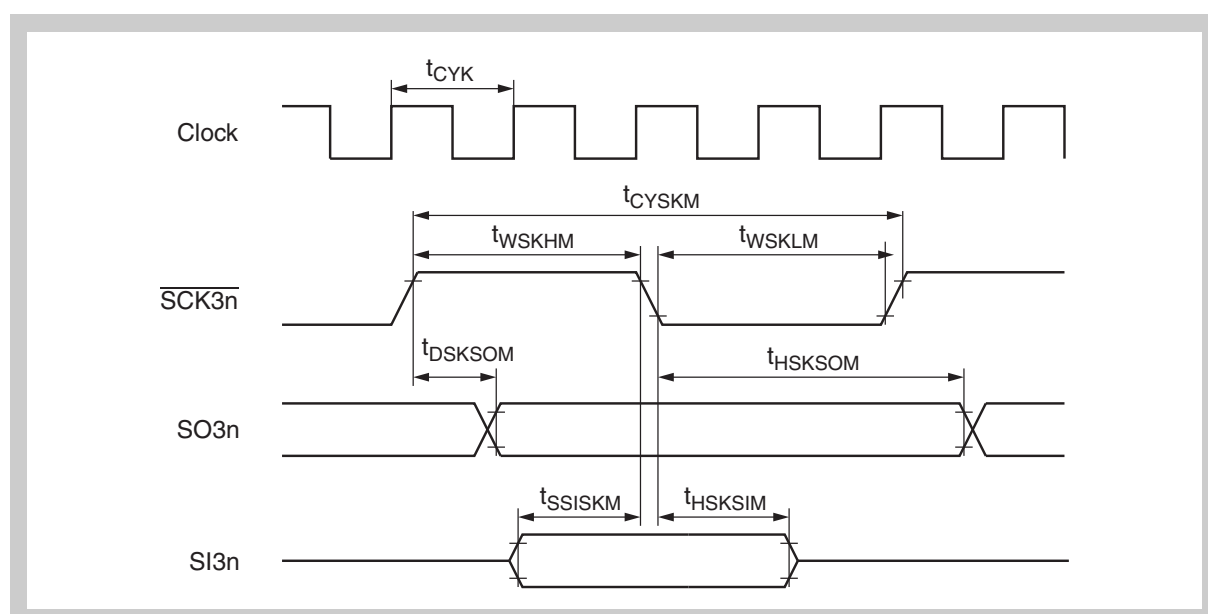 tCYK
Clock
tCYSKM
tWSKHM tWSKLM
SCK3n
tDSKSOM tHSKSOM
SO3n
tSSISKM tHSKSIM
SI3n